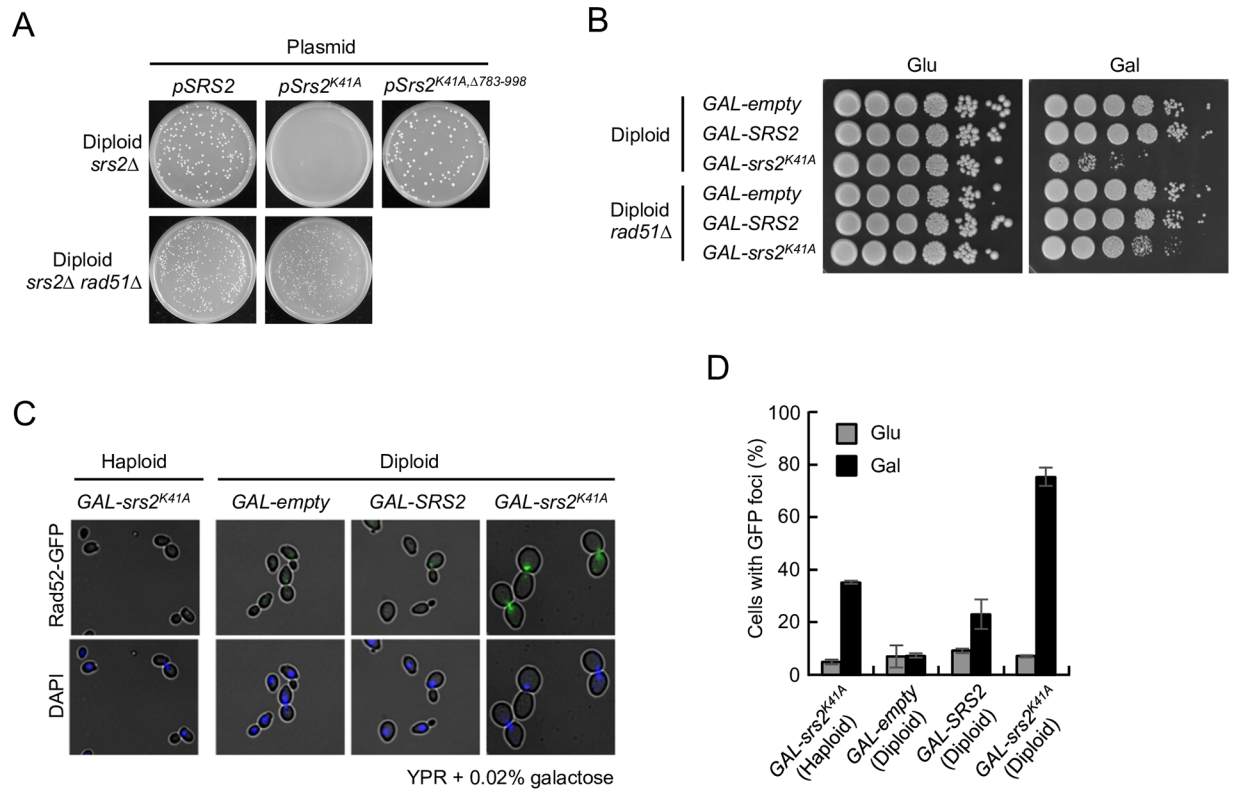 A
Plasmid
pSRS2 pSrs2K41A pSrs2K41A,Δ783-998
Diploid
srs2Δ
Diploid
srs2Δ rad51Δ
B
Glu Gal
Diploid
GAL-empty
GAL-SRS2
GAL-srs2K41A
Diploid
rad51Δ
GAL-empty
GAL-SRS2
GAL-srs2K41A
C
Haploid Diploid
GAL-srs2K41A GAL-empty GAL-SRS2 GAL-srs2K41A
Rad52-GFP
DAPI
YPR + 0.02% galactose
D
Cells with GFP foci (%)
100
80
60
40
20
0
Glu
Gal
GAL-srs2K41A
(Haploid)
GAL-empty
(Diploid)
GAL-SRS2
(Diploid)
GAL-srs2K41A
(Diploid)